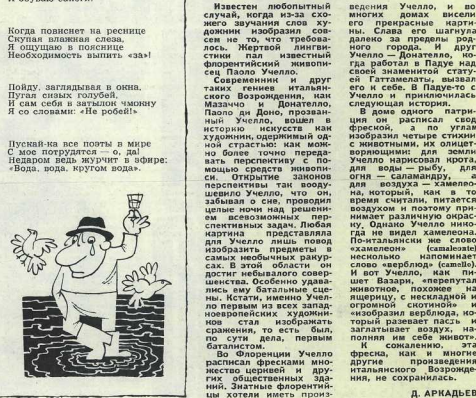 Когда повиснет на реснице
Скупая влажная слеза,
Я ощущаю в пояснице
Необходимость выпить «за»!
Пойду, заглядывая в окна,
Пугая сизых голубей,
И сам себя в затылок чмокну
Я со словами: «Не робей!»
Пускай-ка все поэты в мире
С мое потрудятся — о, да!
Недаром ведь журчит в эфире:
«Вода, вода, кругом вода».
Известен любопытный
случай, когда из-за схо-
жего звучания слов ху-
дожник изобразил сов-
сем не то, что требова-
лось. Жертвой лингви-
стики пал известный
флорентийский живопи-
сец Паоло Учелло.
Современник и друг
таких гениев итальян-
ского Возрождения, как
Мазаччо и Донателло,
Паоло ди Доно, прозван-
ный Учелло, вошел в
историю искусств как
художник, одержимый од-
ной страстью: как мож-
но более точно переда-
вать перспективу с по-
мощью средств живопи-
си. Открытие законов
перспективы так вооду-
шевило Учелло, что он,
забывая о сне, проводил
целые ночи над решени-
ем всевозможных пер-
спективных задач. Любая
картина представляла
для Учелло лишь повод
изобразить предметы в
самых необычных ракур-
сах. В этой области он
достиг небывалого совер-
шенства. Особенно удава-
лись ему батальные сце-
ны. Кстати, именно Учел-
ло первым из всех запад-
ноевропейских художни-
ков стал изображать
сражения, то есть был,
по сути дела, первым
баталистом.
Во Флоренции Учелло
расписал фресками мно-
жество церквей и дру-
гих общественных зда-
ний. Знатные флорентий-
цы хотели иметь произ-
ведения Учелло, и во
многих домах висели
его прекрасные карти-
ны. Слава его шагнула
далеко за пределы род-
ного города. И друг
Учелло — Донателло, ко-
гда работал в Падуе над
своей знаменитой стату-
ей Гаттамелаты, вызвал
его к себе. В Падуе-то с
Учелло и приключилась
следующая история.
В доме одного патри-
ция он расписал свод
фреской, а по углам
изобразил четыре стихии
с животными, их олицет-
воряющими: для земли
Учелло нарисовал крота,
для воды — рыбу, для
огня — саламандру, а
для воздуха — хамелео-
на, который, как в то
время считали, питается
воздухом и поэтому при-
нимает различную окрас-
ку. Однако Учелло нико-
гда не видел хамелеона.
По-итальянски же слово
«хамелеон» (camaleonte)
несколько напоминает
слово «верблюд» (camello).
И вот Учелло, как пи-
шет Вазари, «перепутал
животное, похожее на
ящерицу, с нескладной и
огромной скотиной» и
«изобразил верблюда, ко-
торый разевает пасть и
заглатывает воздух, на-
полняя им себе живот».
К сожалению, эта
фреска, как и многие
другие произведения
итальянского Возрожде-
ния, не сохранилась.
Д. АРКАДЬЕВ